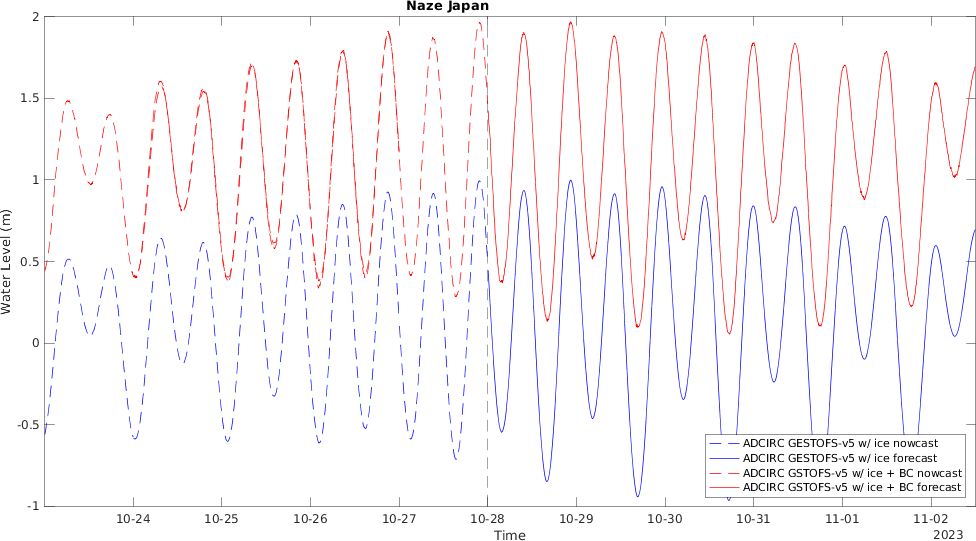 Naze Japan
2
1.5
1
0.5
0
-0.5
-1
Water Level (m)
10-24
10-25
10-26
10-27
10-28
10-29
10-30
10-31
11-01
11-02
Time
2023
ADCIRC GESTOFS-v5 w/ ice nowcast
ADCIRC GESTOFS-v5 w/ ice forecast
ADCIRC GSTOFS-v5 w/ ice + BC nowcast
ADCIRC GSTOFS-v5 w/ ice + BC forecast